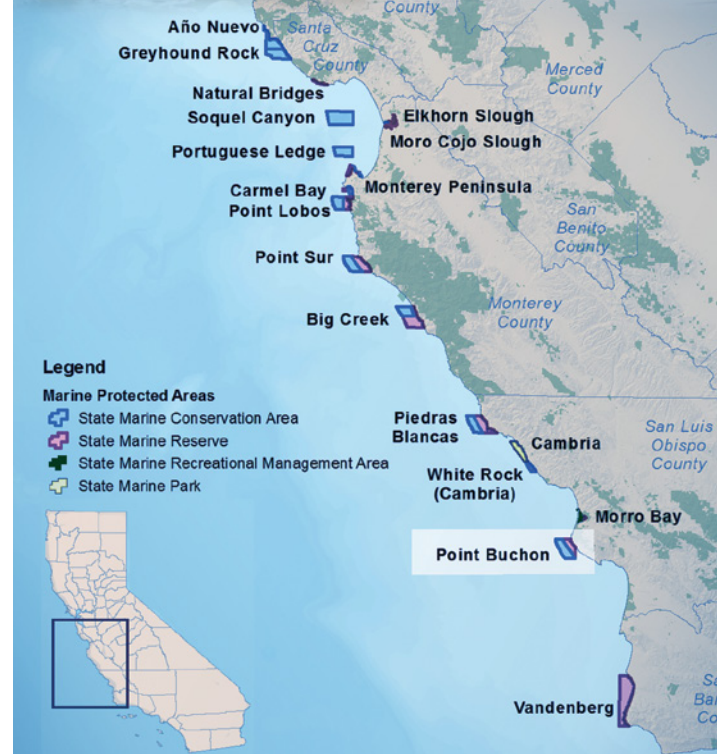 County
Año Nuevo
Santa
Cruz
County
Greyhound Rock
Merced
County
Natural Bridges
Soquel Canyon
Elkhorn Slough
Moro Cojo Slough
Portuguese Ledge
Carmel Bay
Monterey Peninsula
Point Lobos
San
Benito
County
Point Sur
Monterey
County
Big Creek
Legend
Marine Protected Areas
State Marine Conservation Area
State Marine Reserve
State Marine Recreational Management Area
State Marine Park
Piedras
Blancas
Cambria
San Luis
Obispo
County
White Rock
(Cambria)
Morro Bay
Point Buchon
Vandenberg